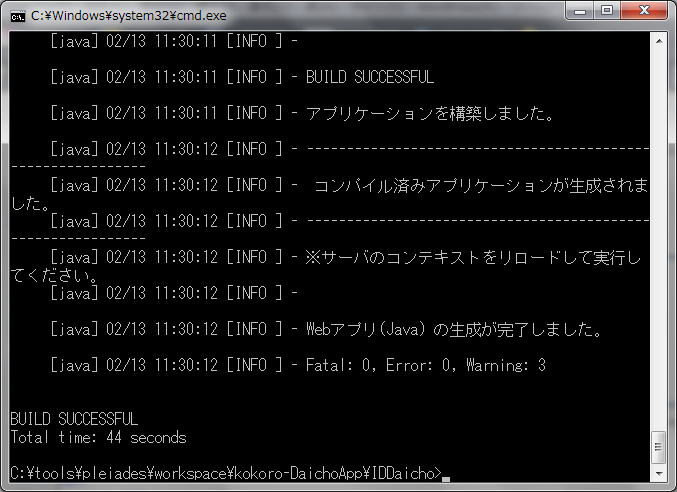 C:¥Windows¥system32¥cmd.exe
[java] 02/13 11:30:11 [INFO ] -
[java] 02/13 11:30:11 [INFO ] - BUILD SUCCESSFUL
[java] 02/13 11:30:11 [INFO ] - アプリケーションを構築しました。
[java] 02/13 11:30:12 [INFO ] - -------------------------------------------
-----------------
[java] 02/13 11:30:12 [INFO ] -  コンパイル済みアプリケーションが生成されま
した。
[java] 02/13 11:30:12 [INFO ] - -------------------------------------------
-----------------
[java] 02/13 11:30:12 [INFO ] - ※サーバのコンテキストをリロードして実行し
てください。
[java] 02/13 11:30:12 [INFO ] -
[java] 02/13 11:30:12 [INFO ] - Webアプリ(Java) の生成が完了しました。
[java] 02/13 11:30:12 [INFO ] - Fatal: 0, Error: 0, Warning: 3
BUILD SUCCESSFUL
Total time: 44 seconds
C:¥tools¥pleiades¥workspace¥kokoro-DaichoApp¥IDDaicho>